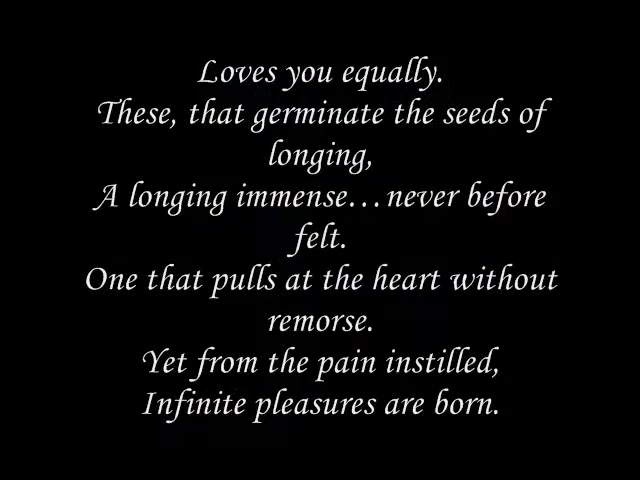 Loves you equally.
These, that germinate the seeds of
longing,
A longing immense…never before
felt.
One that pulls at the heart without
remorse.
Yet from the pain instilled,
Infinite pleasures are born.